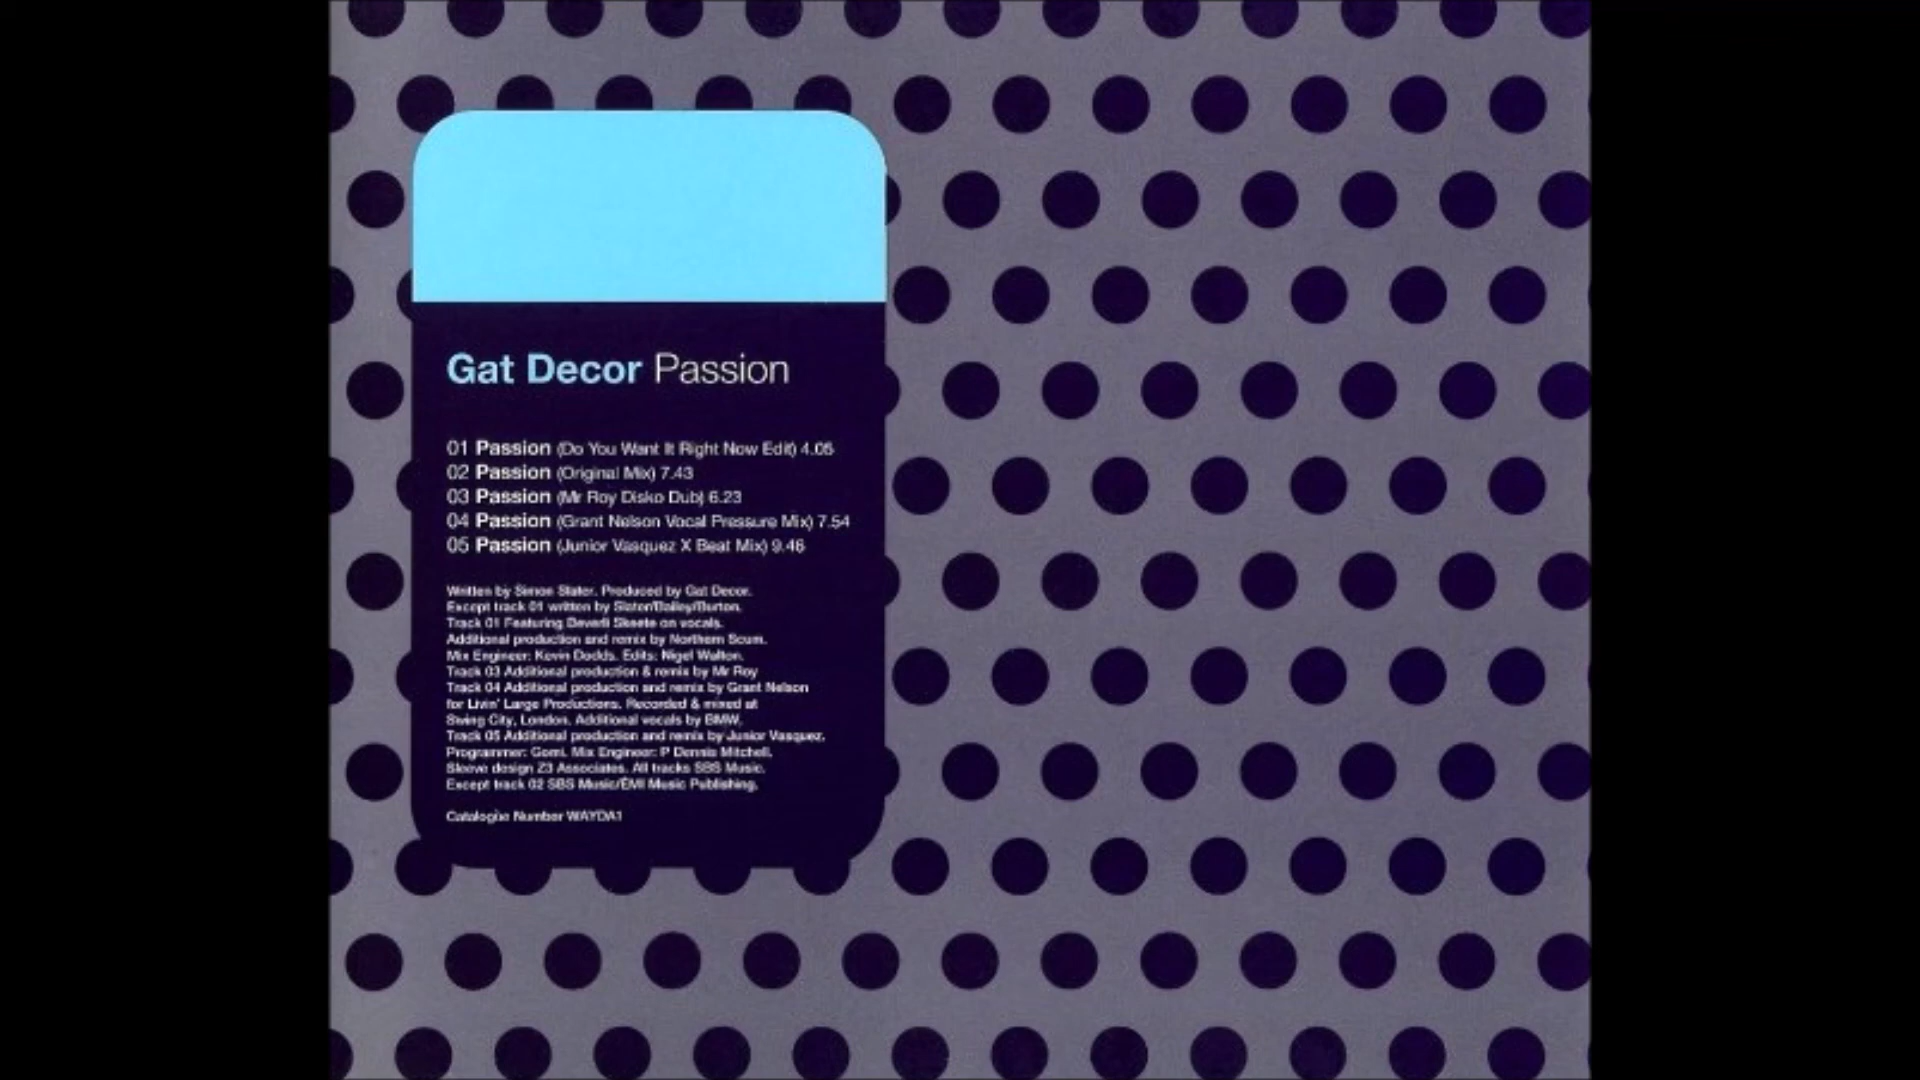 Gat Decor Passion
01 Passion (Do You Want It Right Now Edit) 4.05
02 Passion (Original Mix) 7.43
03 Passion (Mr Roy Disko Dub) 6.23
04 Passion (Grant Nelson Vocal Pressure Mix) 7.54
05 Passion (Junior Vasquez X Beat Mix) 9.46
Written by Simon Slater. Produced by Gat Decor.
Except track 01 written by Slater/Bailey/Burton.
Track 01 Featuring Beverli Skeete on vocals.
Additional production and remix by Northern Scum.
Mix Engineer: Kevin Dodds. Edits: Nigel Walton.
Track 03 Additional production & remix by Mr Roy
Track 04 Additional production and remix by Grant Nelson
for Livin' Large Productions. Recorded & mixed at
Swing City, London. Additional vocals by BMW.
Track 05 Additional production and remix by Junior Vasquez.
Programmer: Gomi. Mix Engineer: P Dennis Mitchell.
Sleeve design Z3 Associates. All tracks SBS Music.
Except track 02 SBS Music/EMI Music Publishing.
Catalogue Number WAYDA1